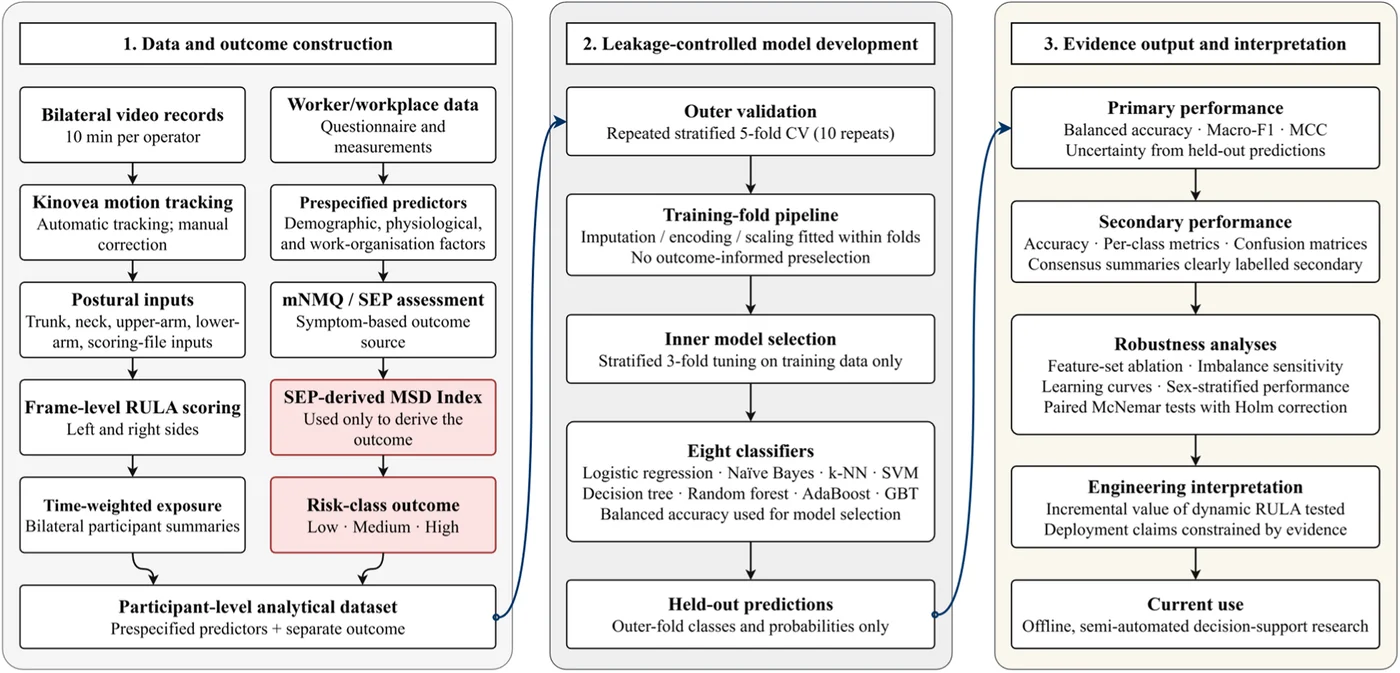 1. Data and outcome construction
Bilateral video records
10 min per operator
Kinovea motion tracking
Automatic tracking; manual
correction
Postural inputs
Trunk, neck, upper-arm, lower-
arm, scoring-file inputs
Frame-level RULA scoring
Left and right sides
Time-weighted exposure
Bilateral participant summaries
Worker/workplace data
Questionnaire and
measurements
Prespecified predictors
Demographic, physiological,
and work-organisation factors
mNMQ / SEP assessment
Symptom-based outcome
source
SEP-derived MSD Index
Used only to derive the
outcome
Risk-class outcome
Low · Medium · High
Participant-level analytical dataset
Prespecified predictors + separate outcome
2. Leakage-controlled model development
Outer validation
Repeated stratified 5-fold CV (10 repeats)
Training-fold pipeline
Imputation / encoding / scaling fitted within folds
No outcome-informed preselection
Inner model selection
Stratified 3-fold tuning on training data only
Eight classifiers
Logistic regression · Naïve Bayes · k-NN · SVM
Decision tree · Random forest · AdaBoost · GBT
Balanced accuracy used for model selection
Held-out predictions
Outer-fold classes and probabilities only
3. Evidence output and interpretation
Primary performance
Balanced accuracy · Macro-F1 · MCC
Uncertainty from held-out predictions
Secondary performance
Accuracy · Per-class metrics · Confusion matrices
Consensus summaries clearly labelled secondary
Robustness analyses
Feature-set ablation · Imbalance sensitivity
Learning curves · Sex-stratified performance
Paired McNemar tests with Holm correction
Engineering interpretation
Incremental value of dynamic RULA tested
Deployment claims constrained by evidence
Current use
Offline, semi-automated decision-support research